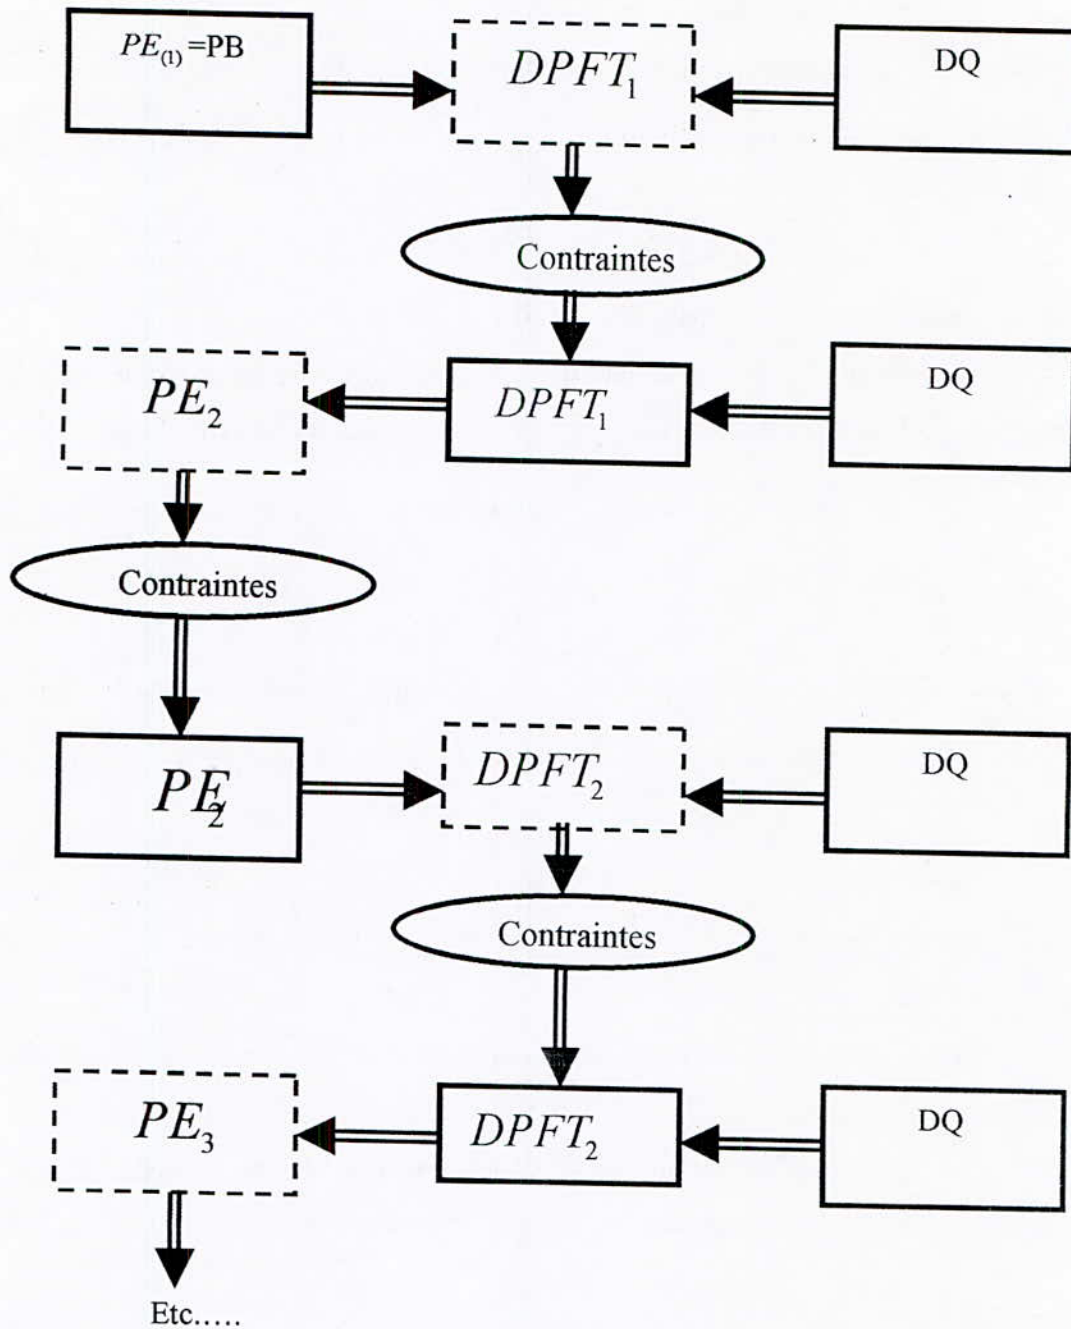 PE₍₁₎ =PB
DPFT₁
DQ
Contraintes
PE₂
DPFT₁
DQ
Contraintes
PE₂
DPFT₂
DQ
Contraintes
PE₃
DPFT₂
DQ
Etc.....